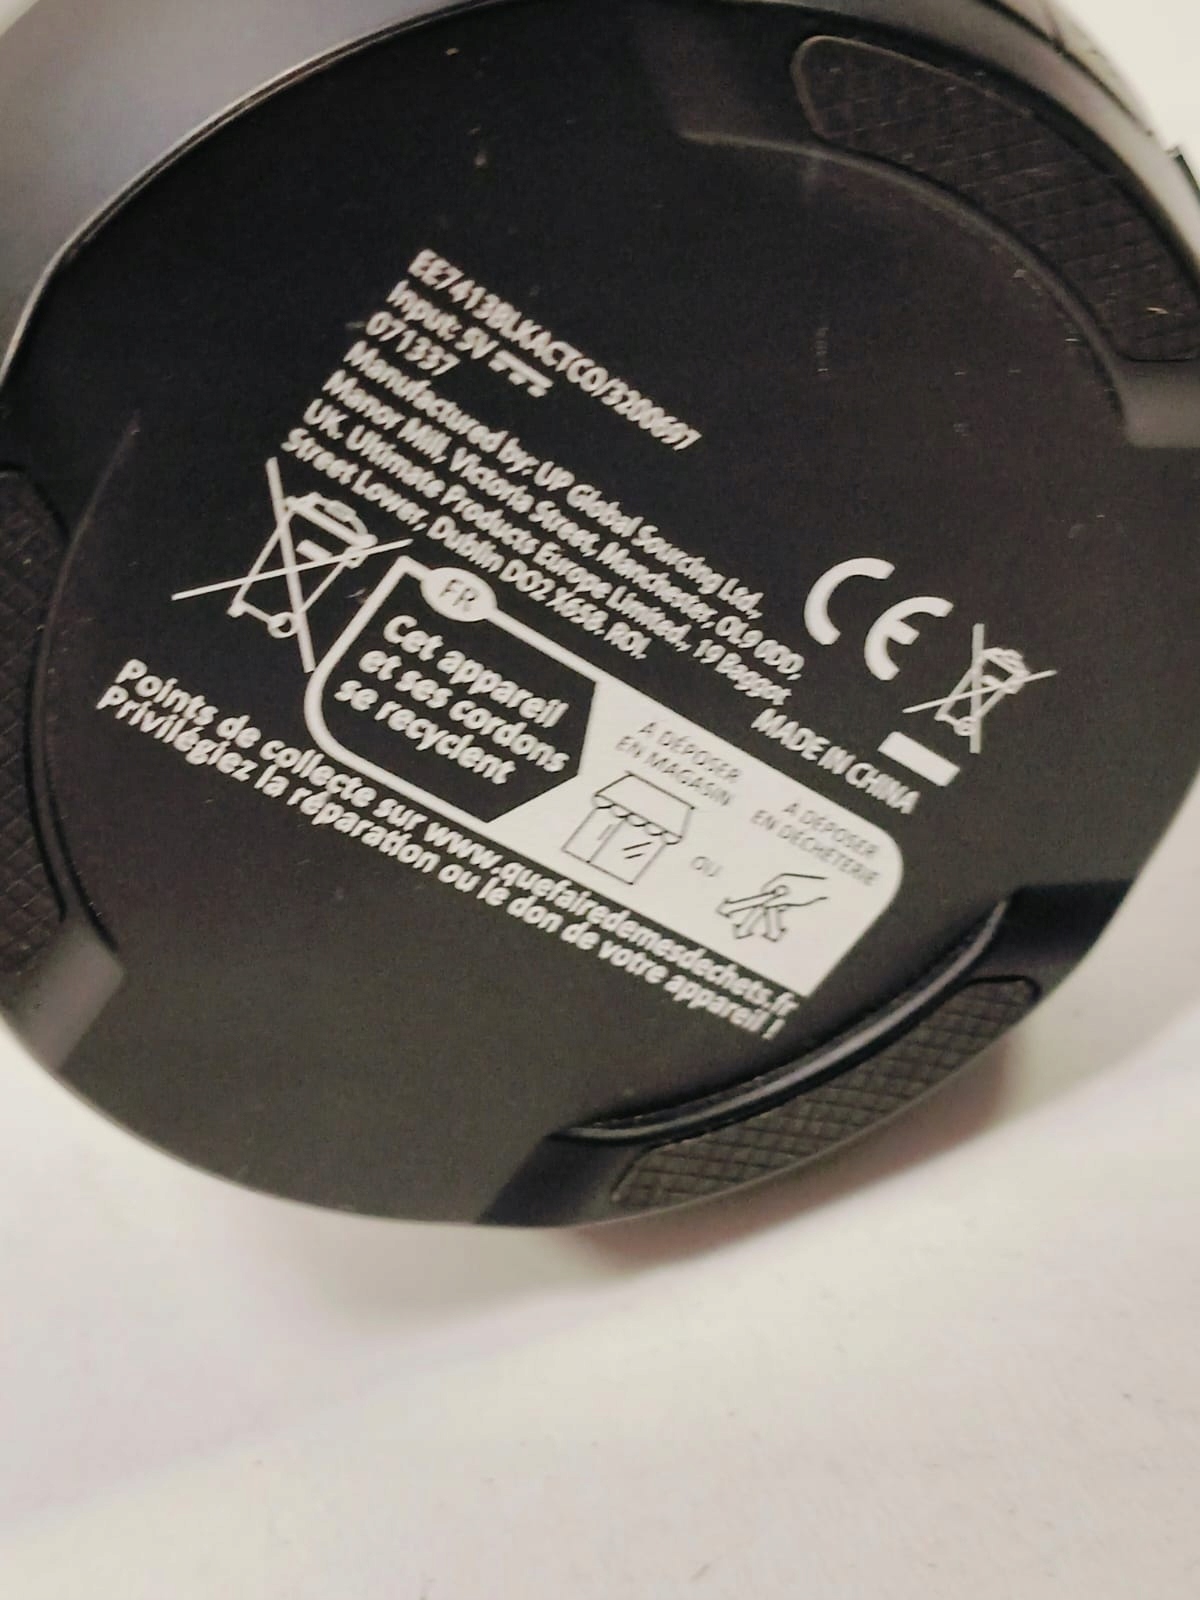 EE7413BLKACTCO/3200697
Input: 5V
071337
Manufactured by: UP Global Sourcing Ltd.,
Manor Mill, Victoria Street, Manchester, OL9 0DD,
UK. Ultimate Products Europe Limited., 19 Baggot
Street Lower, Dublin D02 X658. ROI.
CE
MADE IN CHINA
FR
Cet appareil
et ses cordons
se recyclent
À DÉPOSER
EN MAGASIN
OU
À DÉPOSER
EN DÉCHÈTERIE
Points de collecte sur www.quefairedemesdechets.fr
Privilégiez la réparation ou le don de votre appareil !